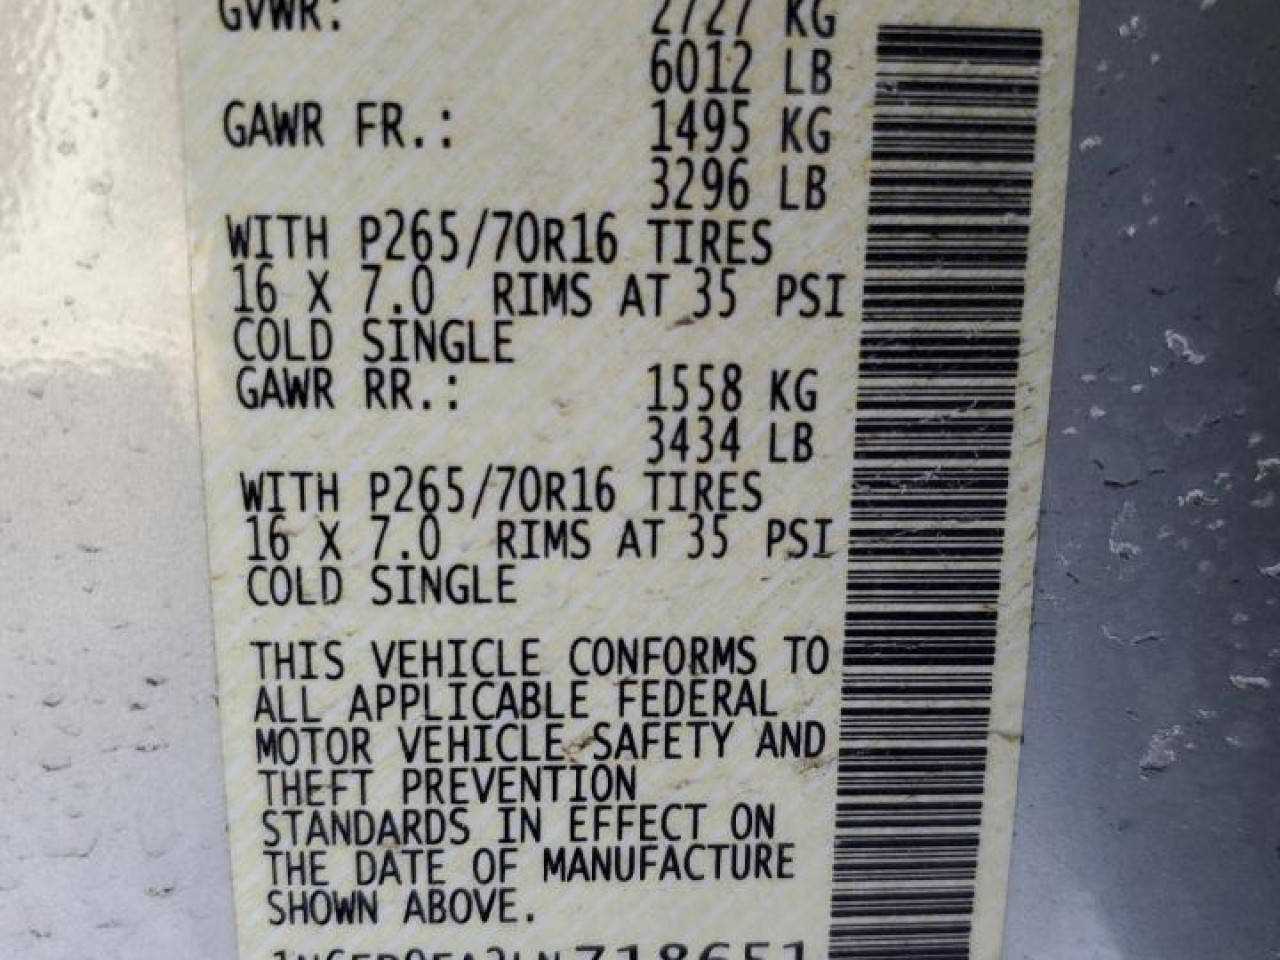 GVWR: 2727 KG
6012 LB
GAWR FR.: 1495 KG
3296 LB
WITH P265/70R16 TIRES
16 X 7.0 RIMS AT 35 PSI
COLD SINGLE
GAWR RR.: 1558 KG
3434 LB
WITH P265/70R16 TIRES
16 X 7.0 RIMS AT 35 PSI
COLD SINGLE
THIS VEHICLE CONFORMS TO
ALL APPLICABLE FEDERAL
MOTOR VEHICLE SAFETY AND
THEFT PREVENTION
STANDARDS IN EFFECT ON
THE DATE OF MANUFACTURE
SHOWN ABOVE.